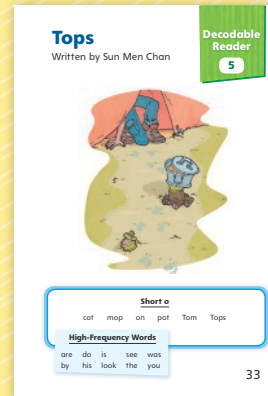 Tops
Written by Sun Men Chan
Decodable
Reader
5
Short o
cot mop on pot Tom Tops
High-Frequency Words
are do is see was
by his look the you
33